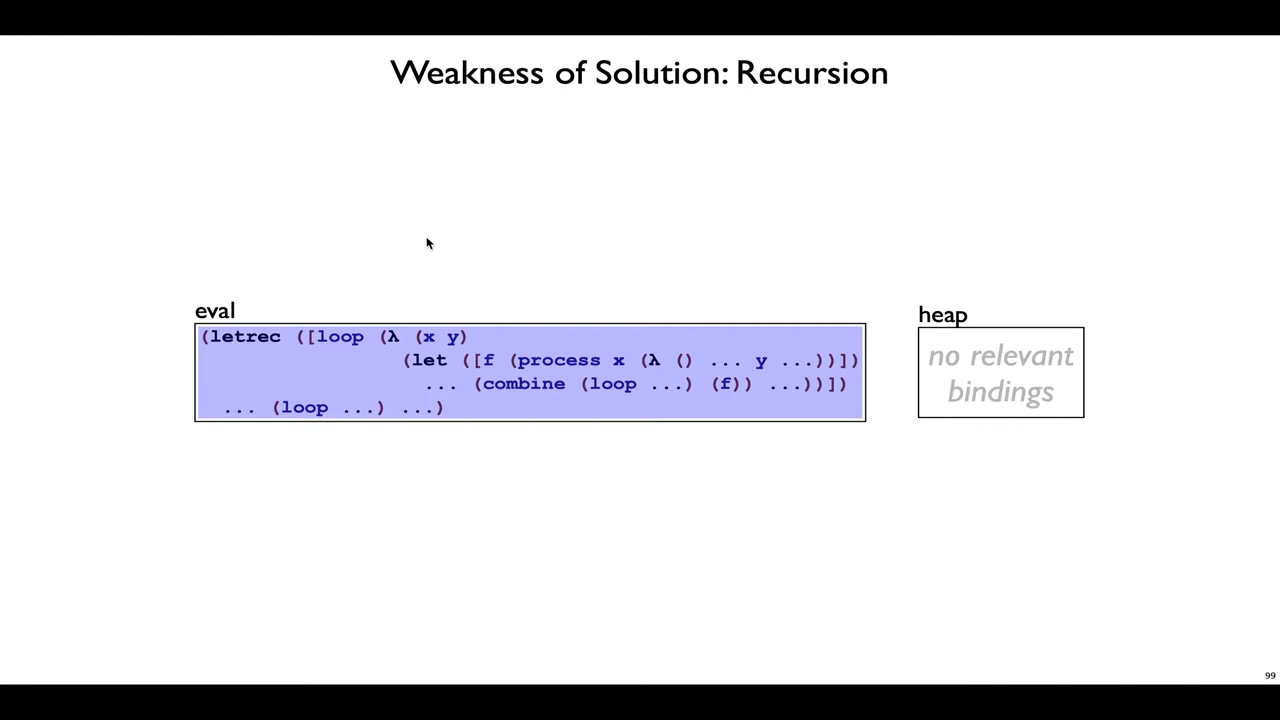 Weakness of Solution: Recursion
eval
(letrec ([loop (λ (x y)
(let ([f (process x (λ () ... y ...))])
... (combine (loop ...) (f)) ...))])
... (loop ...) ...)
heap
no relevant
bindings
99